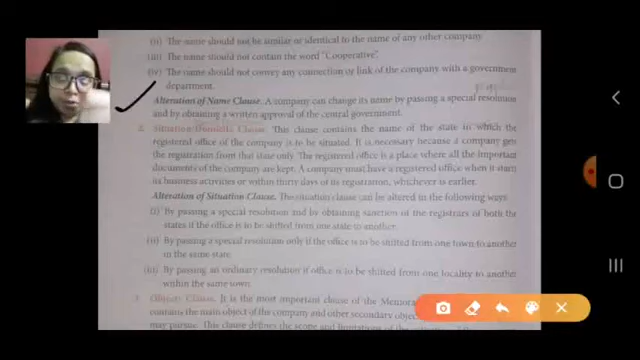 (ii) The name should not be similar or identical to the name of any other company.
(iii) The name should not contain the word "Cooperative".
(iv) The name should not convey any connection or link of the company with a government
department.
Alteration of Name Clause. A company can change its name by passing a special resolution
and by obtaining a written approval of the central government.
2. Situation/Domicile Clause. This clause contains the name of the state in which the
registered office of the company is to be situated. It is necessary because a company gets
the registration from that state only. The registered office is a place where all the important
documents of the company are kept. A company must have a registered office when it start
its business activities or within thirty days of its registration, whichever is earlier.
Alteration of Situation Clause. The situation clause can be altered in the following ways
(i) By passing a special resolution and by obtaining sanction of the registrars of both the
states if the office is to be shifted from one state to another.
(ii) By passing a special resolution only if the office is to be shifted from one town to another
in the same state.
(iii) By passing an ordinary resolution if office is to be shifted from one locality to another
within the same town.
3. Object Clause. It is the most important clause of the Memora
contains the main object of the company and other secondary obje
may pursue. This clause defines the scope and limitations of the